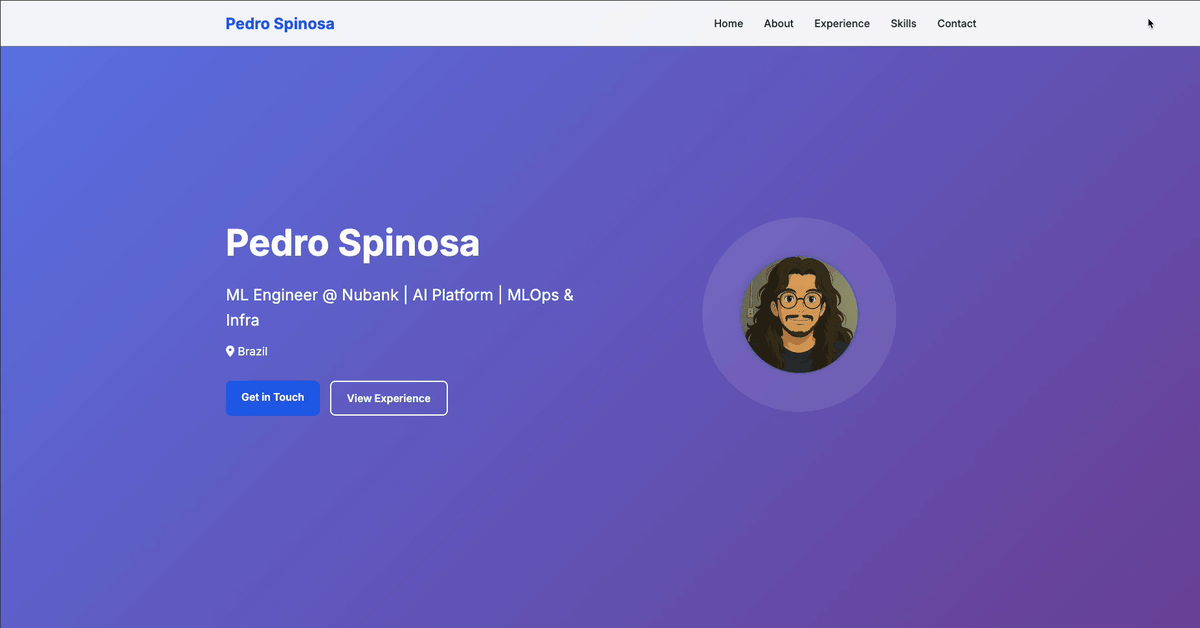 Pedro Spinosa
Home About Experience Skills Contact
Pedro Spinosa
ML Engineer @ Nubank | AI Platform | MLOps &
Infra
Brazil
Get in Touch
View Experience